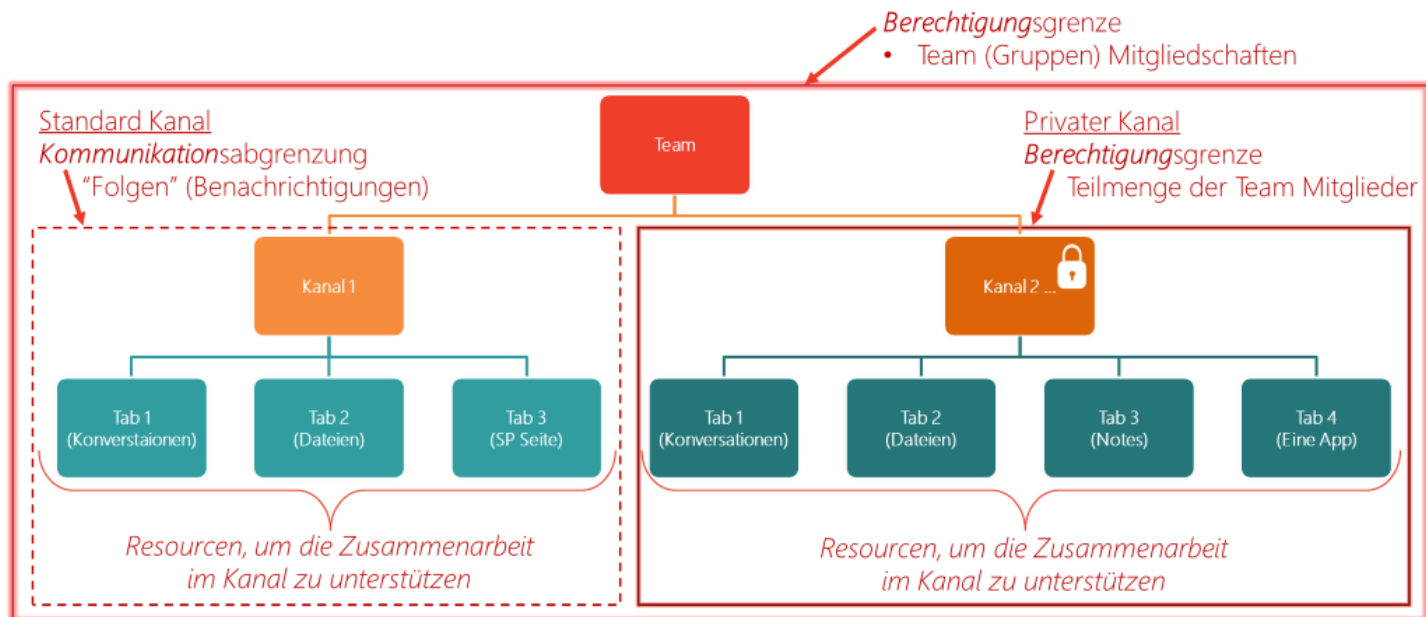 Berechtigungsgrenze
• Team (Gruppen) Mitgliedschaften
Standard Kanal
Kommunikationsabgrenzung
"Folgen" (Benachrichtigungen)
Team
Privater Kanal
Berechtigungsgrenze
Teilmenge der Team Mitglieder
Kanal 1
Kanal 2 ...
Tab 1
(Konverstaionen)
Tab 2
(Dateien)
Tab 3
(SP Seite)
Tab 1
(Konversationen)
Tab 2
(Dateien)
Tab 3
(Notes)
Tab 4
(Eine App)
Resourcen, um die Zusammenarbeit
im Kanal zu unterstützen
Resourcen, um die Zusammenarbeit
im Kanal zu unterstützen